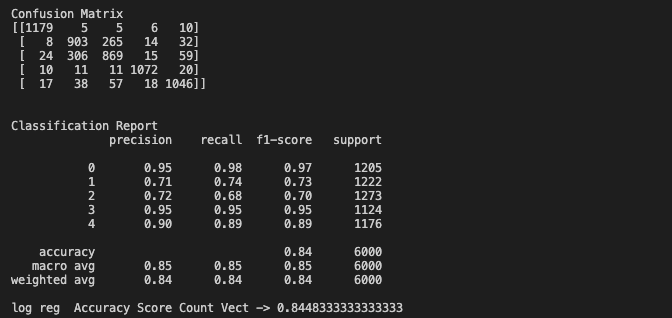 Confusion Matrix
[[1179 5 5 6 10]
[ 8 903 265 14 32]
[ 24 306 869 15 59]
[ 10 11 11 1072 20]
[ 17 38 57 18 1046]]
Classification Report
precision recall f1-score support
0 0.95 0.98 0.97 1205
1 0.71 0.74 0.73 1222
2 0.72 0.68 0.70 1273
3 0.95 0.95 0.95 1124
4 0.90 0.89 0.89 1176
accuracy 0.84 6000
macro avg 0.85 0.85 0.85 6000
weighted avg 0.84 0.84 0.84 6000
log reg Accuracy Score Count Vect -> 0.8448333333333333